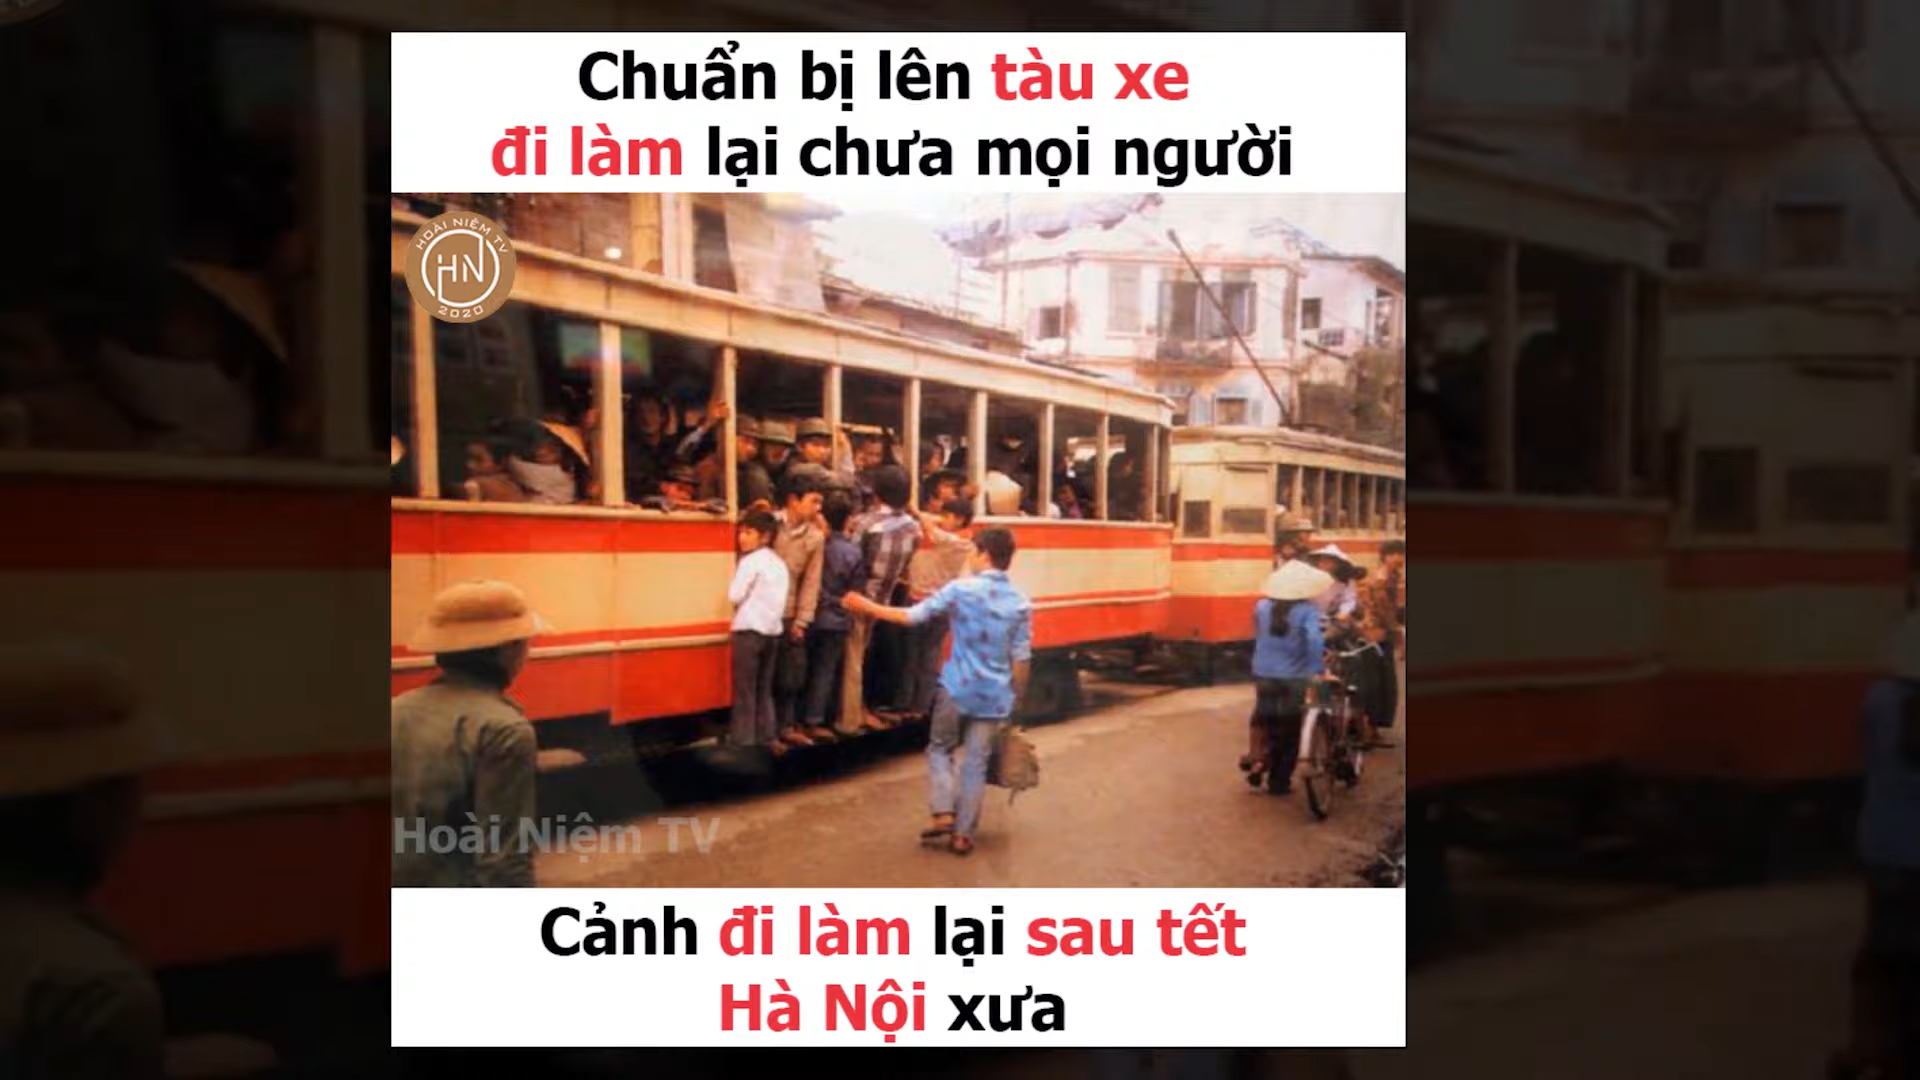 Chuẩn bị lên tàu xe
đi làm lại chưa mọi người
HOÀI NIỆM TV
HN
2020
Hoài Niệm TV
Cảnh đi làm lại sau tết
Hà Nội xưa